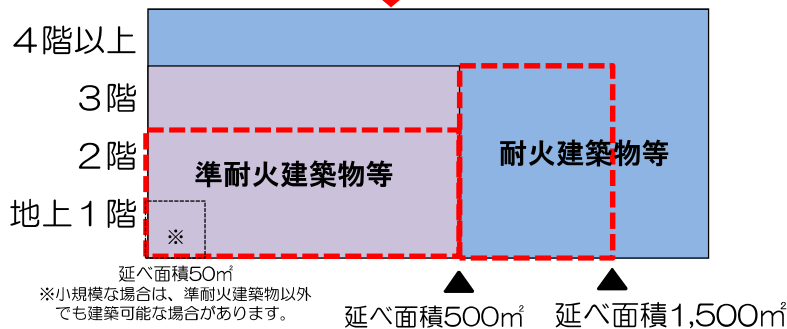 ４階以上
３階
２階
地上１階
準耐火建築物等
耐火建築物等
※
延べ面積50㎡
※小規模な場合は、準耐火建築物以外
でも建築可能な場合があります。
延べ面積500㎡
延べ面積1,500㎡